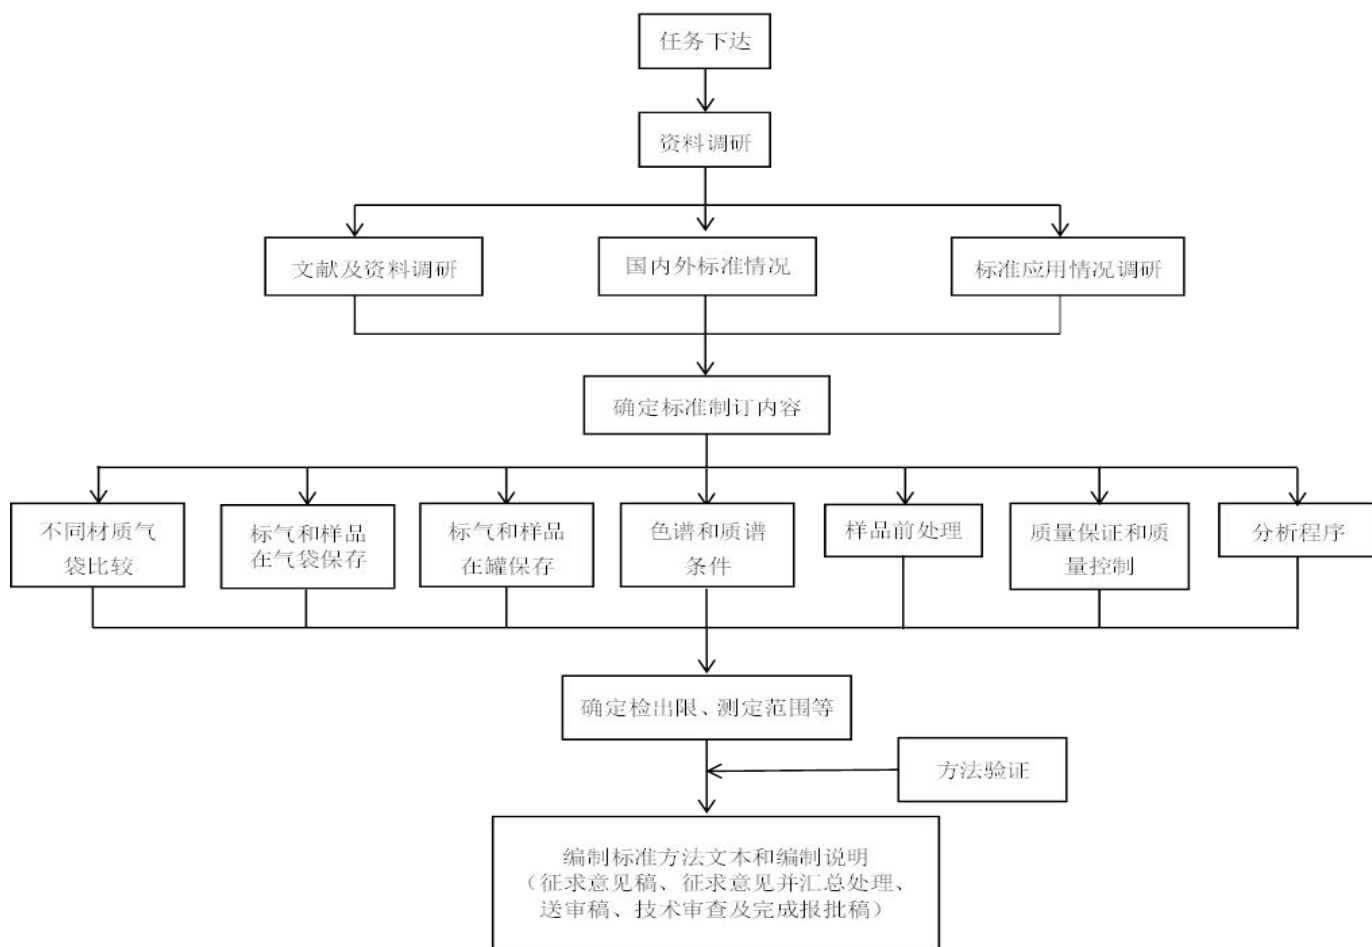 任务下达
资料调研
文献及资料调研
国内外标准情况
标准应用情况调研
确定标准制订内容
不同材质气
袋比较
标气和样品
在气袋保存
标气和样品
在罐保存
色谱和质谱
条件
样品前处理
质量保证和质
量控制
分析程序
确定检出限、测定范围等
方法验证
编制标准方法文本和编制说明
（征求意见稿、征求意见并汇总处理、
送审稿、技术审查及完成报批稿）